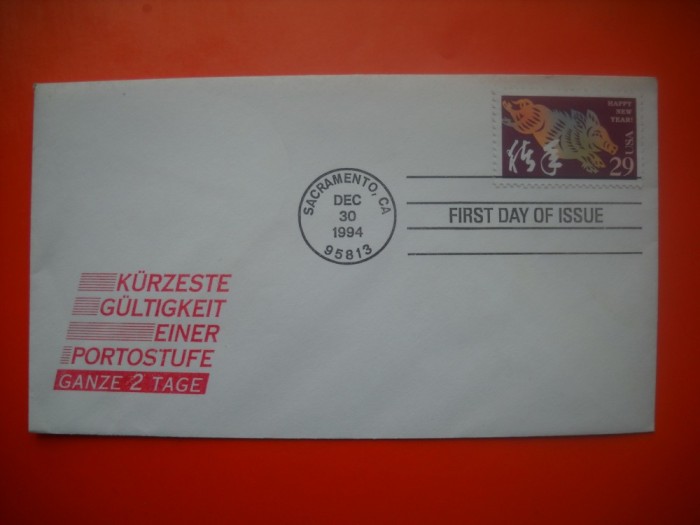 HAPPY
NEW
YEAR!
USA
29
SACRAMENTO, CA
DEC
30
1994
95813
FIRST DAY OF ISSUE
KÜRZESTE
GÜLTIGKEIT
EINER
PORTOSTUFE
GANZE 2 TAGE